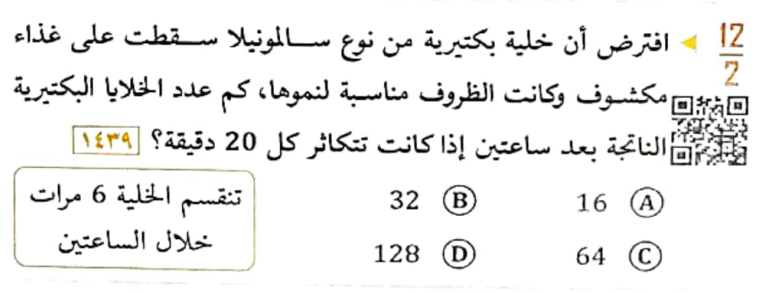 12
2
افترض أن خلية بكتيرية من نوع سالمونيلا سقطت على غذاء
مكشوف وكانت الظروف مناسبة لنموها، كم عدد الخلايا البكتيرية
الناتجة بعد ساعتين إذا كانت تتكاثر كل 20 دقيقة؟ ١٤٣٩
A 16 B 32
C 64 D 128
تنقسم الخلية 6 مرات
خلال الساعتين